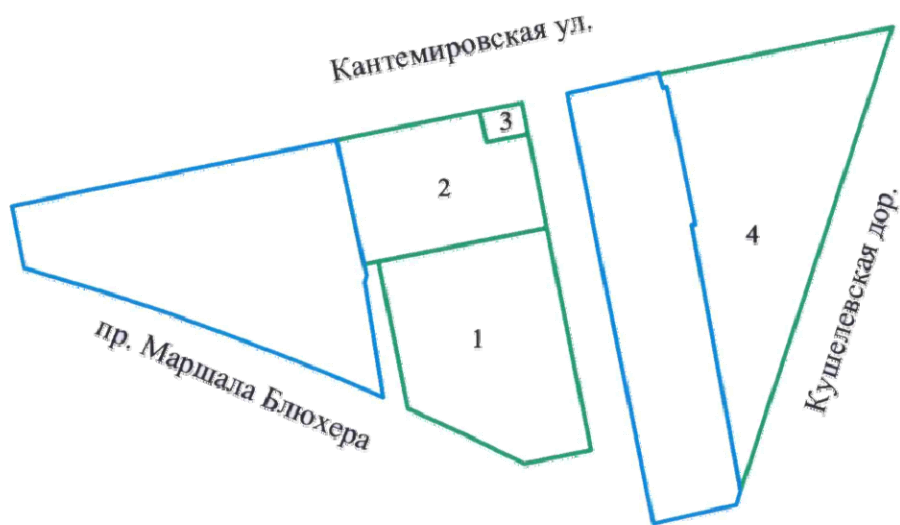 Кантемировская ул.
3
2
4
1
Кушелевская дор.
пр. Маршала Блюхера